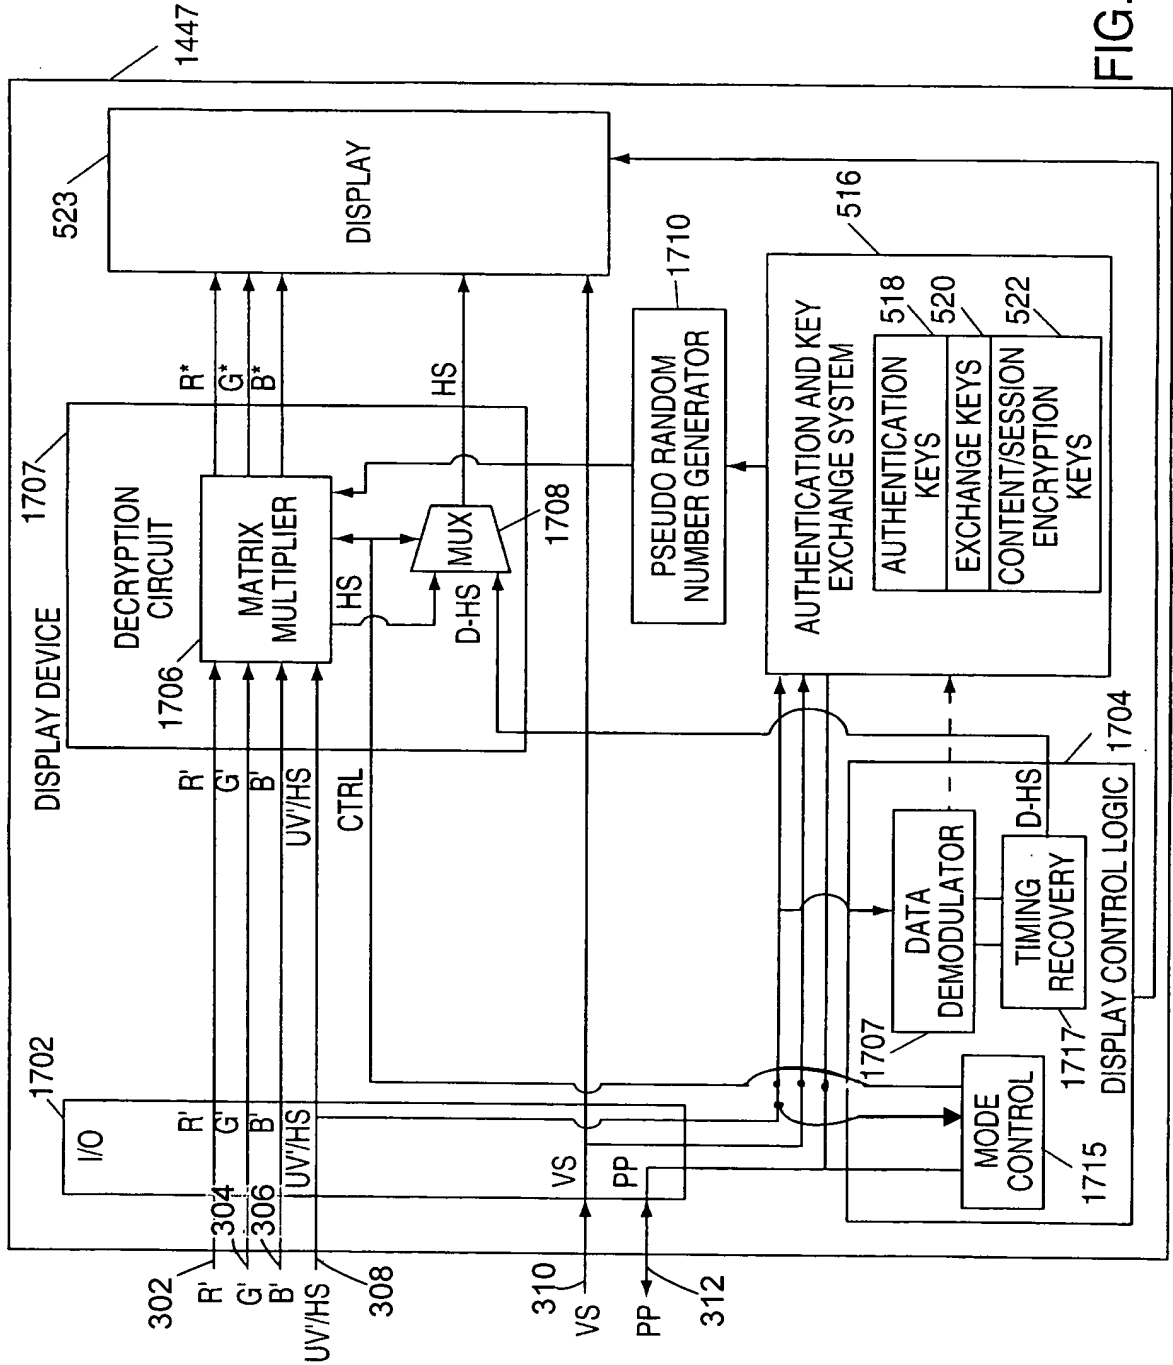 FIG.
1447
523
DISPLAY
516
1710
PSEUDO RANDOM
NUMBER GENERATOR
AUTHENTICATION AND KEY
EXCHANGE SYSTEM
518
AUTHENTICATION
KEYS
520
EXCHANGE KEYS
522
CONTENT/SESSION
ENCRYPTION
KEYS
R*
G*
B*
HS
1707
DISPLAY DEVICE
DECRYPTION
CIRCUIT
1706
MATRIX
MULTIPLIER
HS
MUX
1708
D-HS
R'
G'
B'
UV'/HS
CTRL
1704
DISPLAY CONTROL LOGIC
D-HS
DATA
DEMODULATOR
1707
TIMING
RECOVERY
1717
MODE
CONTROL
1715
1702
I/O
R'
G'
B'
UV'/HS
VS
PP
302
304
306
308
310
312
R'
G'
B'
UV'/HS
VS
PP